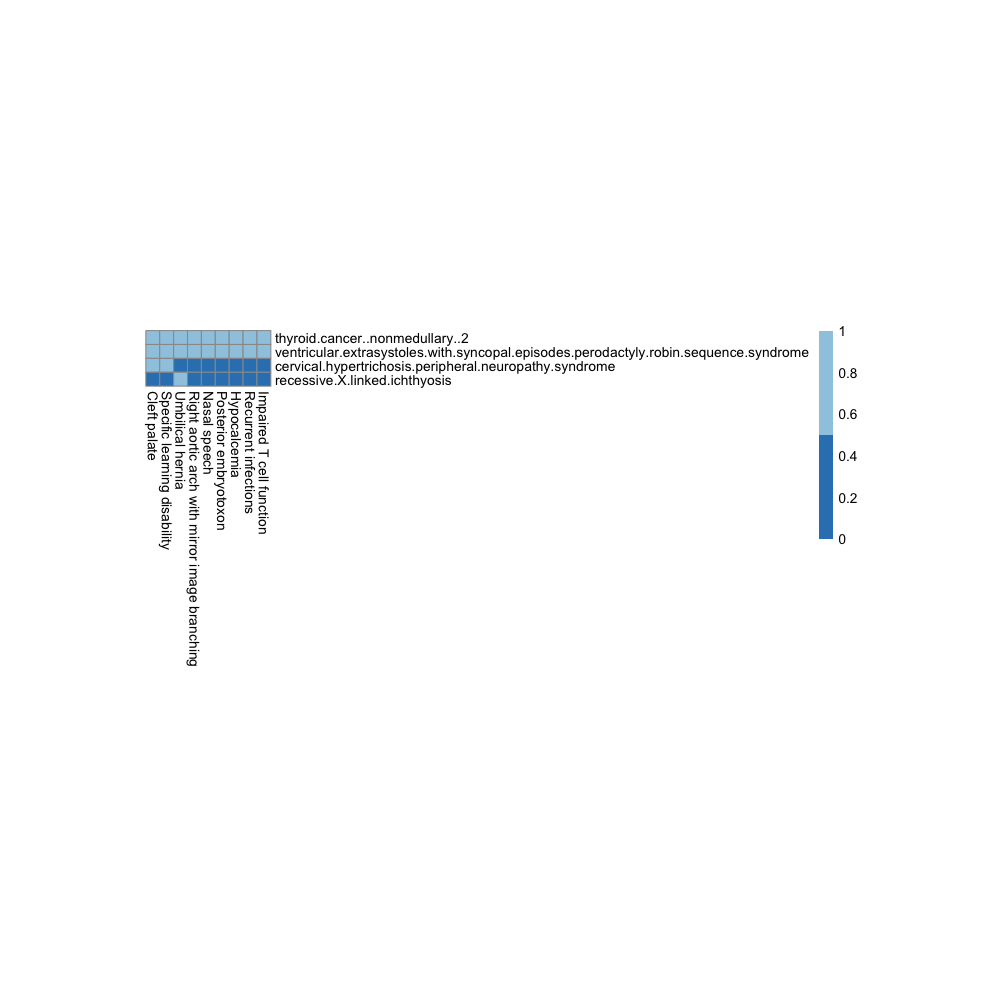 thyroid.cancer..nonmedullary..2
ventricular.extrasystoles.with.syncopal.episodes.perodactyly.robin.sequence.syndrome
cervical.hypertrichosis.peripheral.neuropathy.syndrome
recessive.X.linked.ichthyosis
Cleft palate
Specific learning disability
Umbilical hernia
Right aortic arch with mirror image branching
Nasal speech
Posterior embryotoxon
Hypocalcemia
Recurrent infections
Impaired T cell function
1
0.8
0.6
0.4
0.2
0